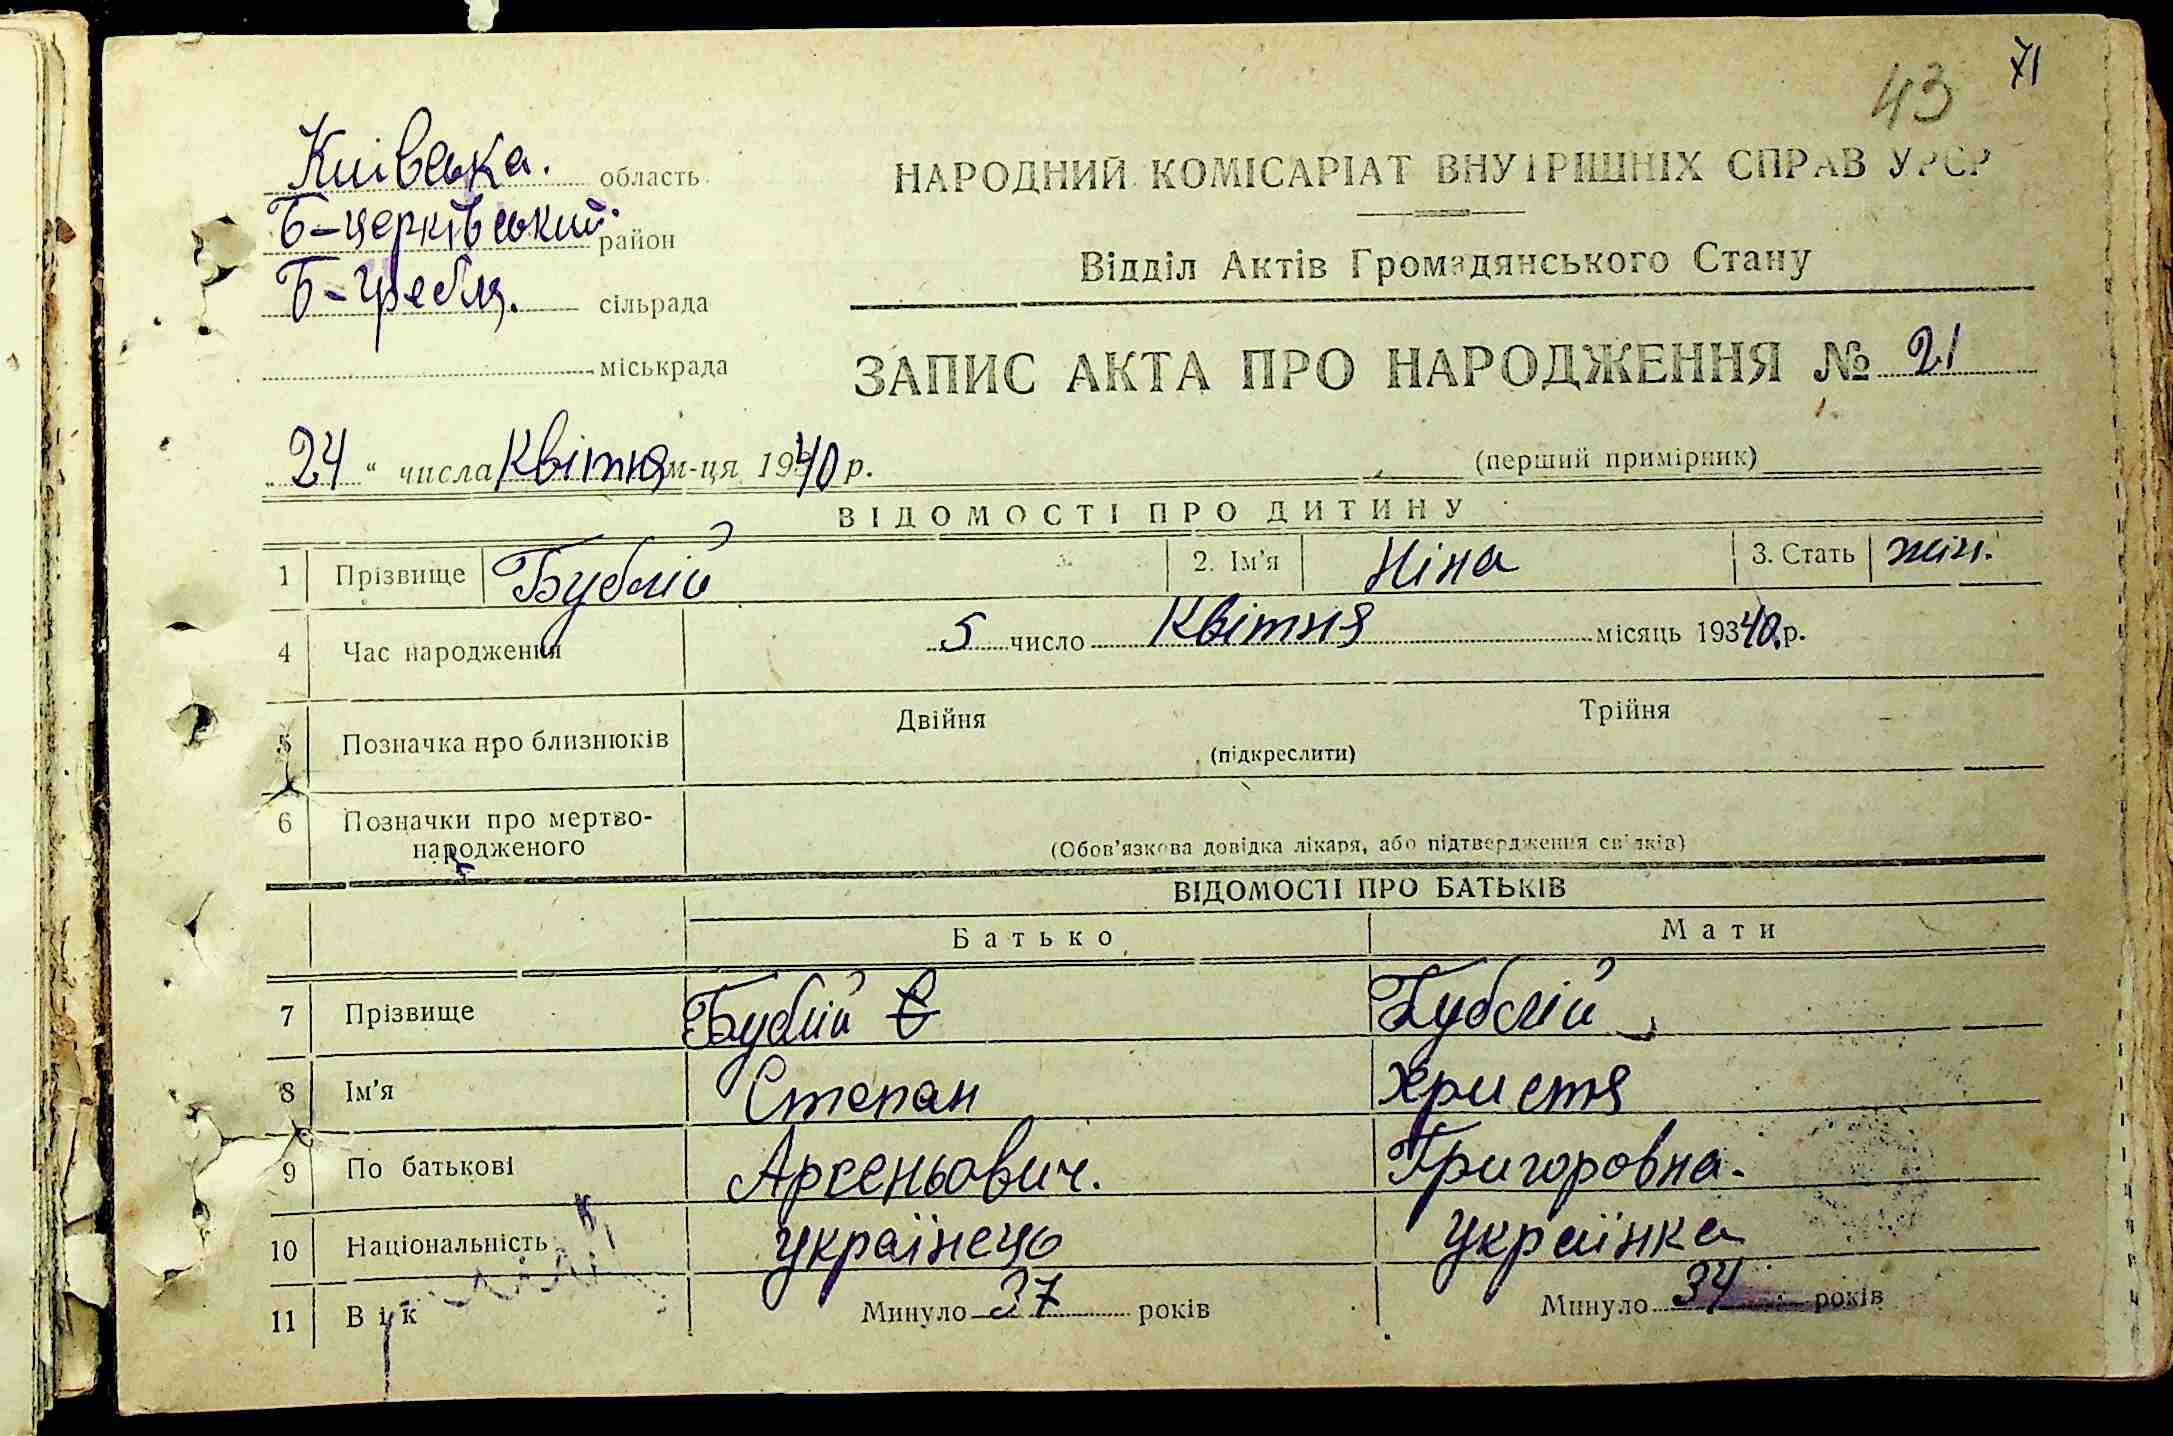 43 71
Київська. область
Б-церківський. район
Б-Гребля. сільрада
міськрада
НАРОДНИЙ КОМІСАРІАТ ВНУТРІШНІХ СПРАВ УРСР
Відділ Актів Громадянського Стану
ЗАПИС АКТА ПРО НАРОДЖЕННЯ № 21
„24“ числа Квітня м-ця 1940 р.
(перший примірник)
ВІДОМОСТІ ПРО ДИТИНУ
1 Прізвище Бублій 2. Ім’я Ніна 3. Стать жін.
4 Час народження 5 число Квітня місяць 19340.р.
5 Позначка про близнюків Двійня Трійня
(підкреслити)
6 Позначки про мертво-
народженого (Обов’язкова довідка лікаря, або підтвердження свідків)
ВІДОМОСТІ ПРО БАТЬКІВ
Батько Мати
7 Прізвище Бублій Бублій
8 Ім’я Степан Христя
9 По батькові Арсеньович. Григоровна.
10 Національність українець українка
11 Вік Минуло 37 років Минуло 34 років